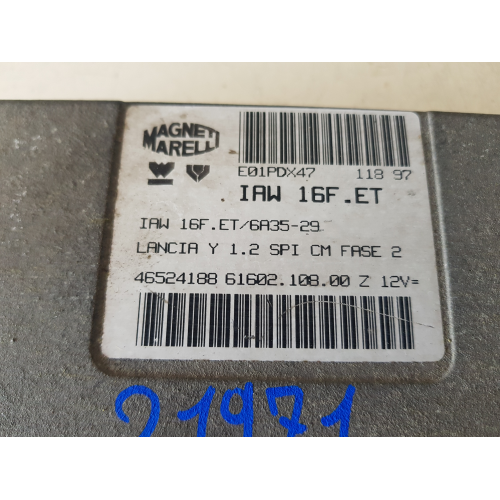 MAGNETI
MARELLI
E01PDX47 118 97
IAW 16F.ET
IAW 16F.ET/6A35-29
LANCIA Y 1.2 SPI CM FASE 2
46524188 61602.108.00 Z 12V=
21971